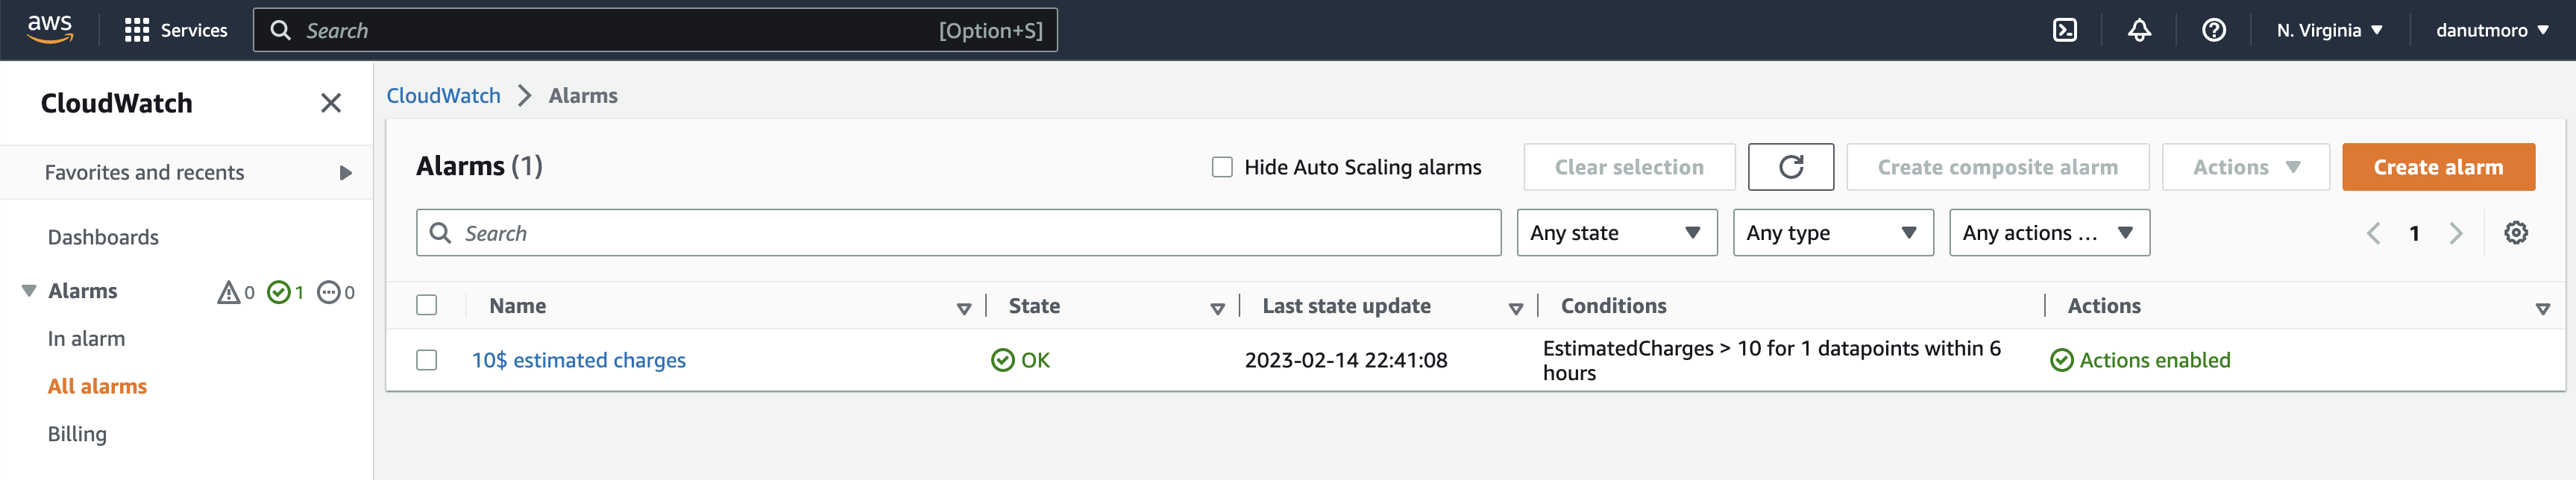 aws
Services
Search
[Option+S]
N. Virginia
danutmoro
CloudWatch
Favorites and recents
Dashboards
Alarms
0
1
0
In alarm
All alarms
Billing
CloudWatch
Alarms
Alarms (1)
Hide Auto Scaling alarms
Clear selection
Create composite alarm
Actions
Create alarm
Search
Any state
Any type
Any actions ...
1
Name
State
Last state update
Conditions
Actions
10$ estimated charges
OK
2023-02-14 22:41:08
EstimatedCharges > 10 for 1 datapoints within 6
hours
Actions enabled